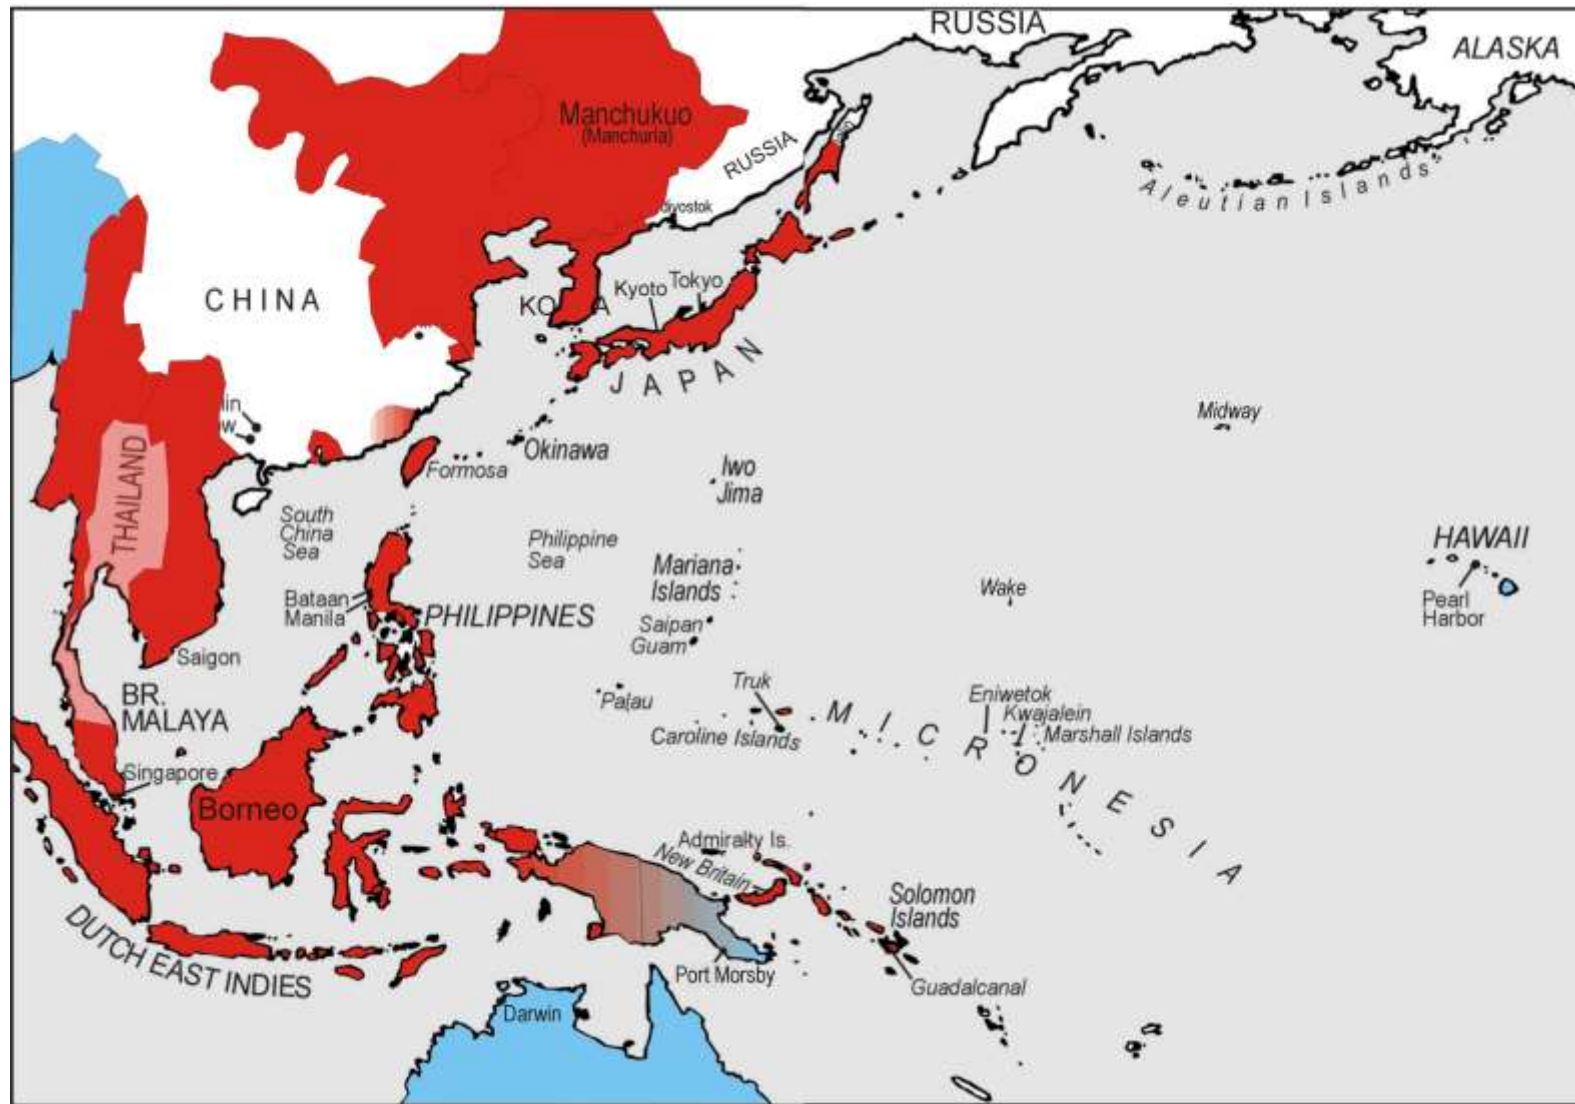 RUSSIA
ALASKA
Manchukuo
(Manchuria)
RUSSIA
Aleutian Islands
CHINA
Kyoto
Tokyo
JAPAN
Midway
THAILAND
Formosa
Okinawa
Iwo
Jima
South
China
Sea
Philippine
Sea
HAWAII
Mariana
Islands
Wake
Pearl
Harbor
Bataan
Manila
PHILIPPINES
Saipan
Guam
Saigon
BR.
MALAYA
Palau
Truk
Caroline Islands
MICRONESIA
Eniwetok
Kwajalein
Marshall Islands
Singapore
Borneo
Admiralty Is.
New Britain
Solomon
Islands
DUTCH EAST INDIES
Port Morsby
Guadalcanal
Darwin